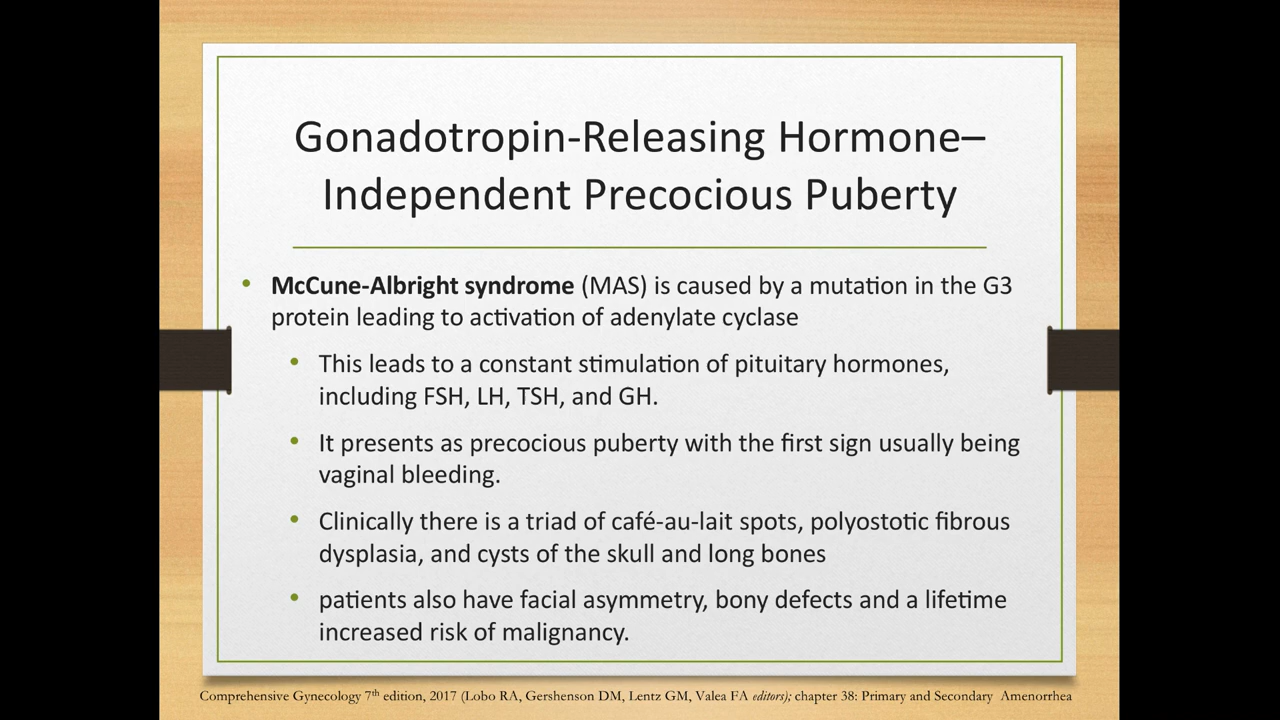 Gonadotropin-Releasing Hormone–
Independent Precocious Puberty
• McCune-Albright syndrome (MAS) is caused by a mutation in the G3
protein leading to activation of adenylate cyclase
• This leads to a constant stimulation of pituitary hormones,
including FSH, LH, TSH, and GH.
• It presents as precocious puberty with the first sign usually being
vaginal bleeding.
• Clinically there is a triad of café-au-lait spots, polyostotic fibrous
dysplasia, and cysts of the skull and long bones
• patients also have facial asymmetry, bony defects and a lifetime
increased risk of malignancy.
Comprehensive Gynecology 7th edition, 2017 (Lobo RA, Gershenson DM, Lentz GM, Valea FA editors); chapter 38: Primary and Secondary Amenorrhea